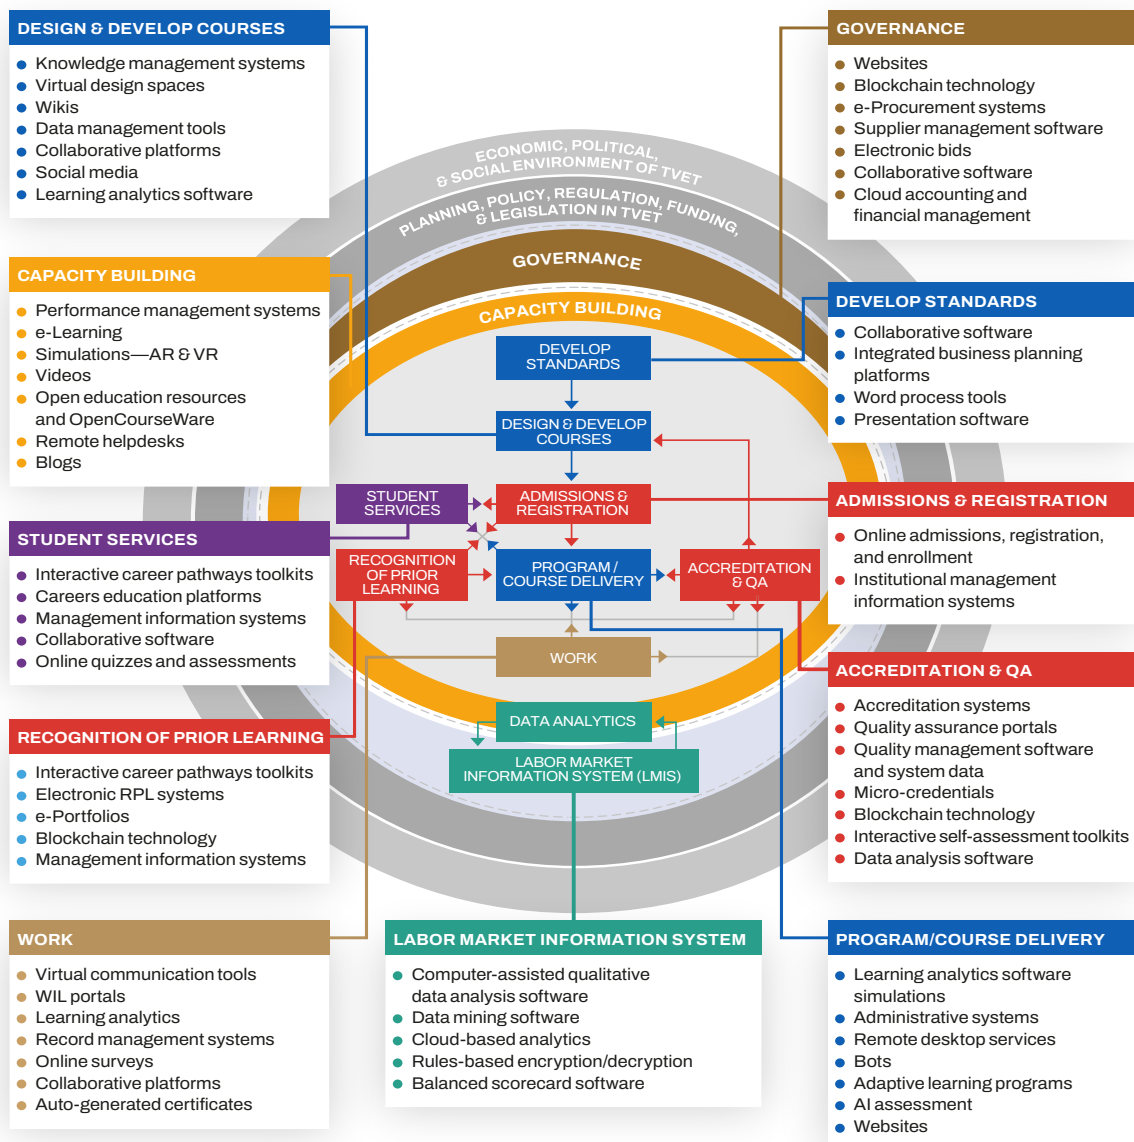 DESIGN & DEVELOP COURSES
Knowledge management systems
Virtual design spaces
Wikis
Data management tools
Collaborative platforms
Social media
Learning analytics software
GOVERNANCE
Websites
Blockchain technology
e-Procurement systems
Supplier management software
Electronic bids
Collaborative software
Cloud accounting and
financial management
ECONOMIC, POLITICAL,
& SOCIAL ENVIRONMENT OF TVET
PLANNING, POLICY, REGULATION, FUNDING,
& LEGISLATION IN TVET
GOVERNANCE
CAPACITY BUILDING
CAPACITY BUILDING
Performance management systems
e-Learning
Simulations—AR & VR
Videos
Open education resources
and OpenCourseWare
Remote helpdesks
Blogs
DEVELOP STANDARDS
Collaborative software
Integrated business planning
platforms
Word process tools
Presentation software
DEVELOP
STANDARDS
DESIGN & DEVELOP
COURSES
STUDENT
SERVICES
ADMISSIONS &
REGISTRATION
RECOGNITION
OF PRIOR
LEARNING
PROGRAM /
COURSE DELIVERY
ACCREDITATION
& QA
WORK
DATA ANALYTICS
LABOR MARKET
INFORMATION SYSTEM (LMIS)
ADMISSIONS & REGISTRATION
Online admissions, registration,
and enrollment
Institutional management
information systems
STUDENT SERVICES
Interactive career pathways toolkits
Careers education platforms
Management information systems
Collaborative software
Online quizzes and assessments
ACCREDITATION & QA
Accreditation systems
Quality assurance portals
Quality management software
and system data
Micro-credentials
Blockchain technology
Interactive self-assessment toolkits
Data analysis software
RECOGNITION OF PRIOR LEARNING
Interactive career pathways toolkits
Electronic RPL systems
e-Portfolios
Blockchain technology
Management information systems
WORK
Virtual communication tools
WIL portals
Learning analytics
Record management systems
Online surveys
Collaborative platforms
Auto-generated certificates
LABOR MARKET INFORMATION SYSTEM
Computer-assisted qualitative
data analysis software
Data mining software
Cloud-based analytics
Rules-based encryption/decryption
Balanced scorecard software
PROGRAM/COURSE DELIVERY
Learning analytics software
simulations
Administrative systems
Remote desktop services
Bots
Adaptive learning programs
AI assessment
Websites